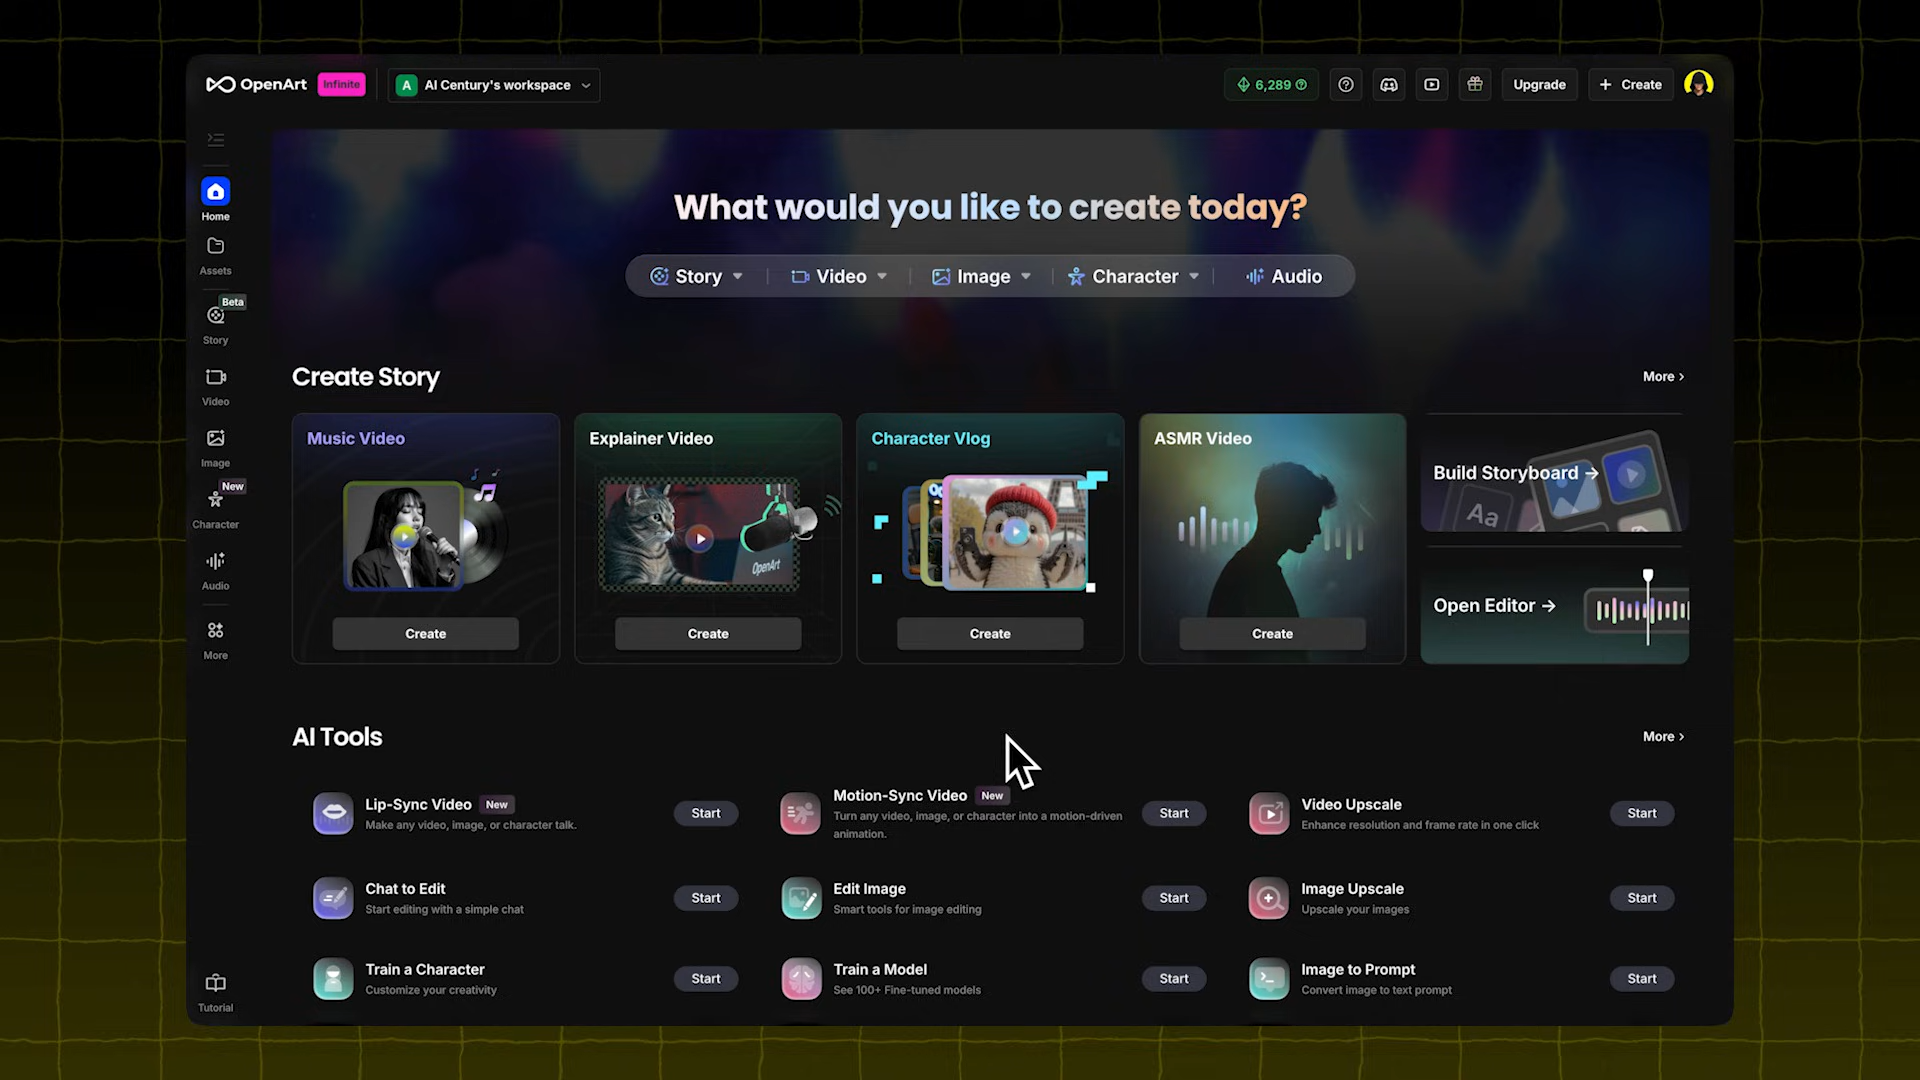 OpenArt
Infinite
A
AI Century's workspace
6,289
Upgrade
+ Create
Home
Assets
Beta
Story
Video
Image
New
Character
Audio
More
Tutorial
What would you like to create today?
Story
Video
Image
Character
Audio
Create Story
More >
Music Video
Create
Explainer Video
OpenArt
Create
Character Vlog
Create
ASMR Video
Create
Build Storyboard →
Aa
Open Editor →
AI Tools
More >
Lip-Sync Video New
Make any video, image, or character talk.
Start
Motion-Sync Video New
Turn any video, image, or character into a motion-driven
animation.
Start
Video Upscale
Enhance resolution and frame rate in one click
Start
Chat to Edit
Start editing with a simple chat
Start
Edit Image
Smart tools for image editing
Start
Image Upscale
Upscale your images
Start
Train a Character
Customize your creativity
Start
Train a Model
See 100+ Fine-tuned models
Start
Image to Prompt
Convert image to text prompt
Start